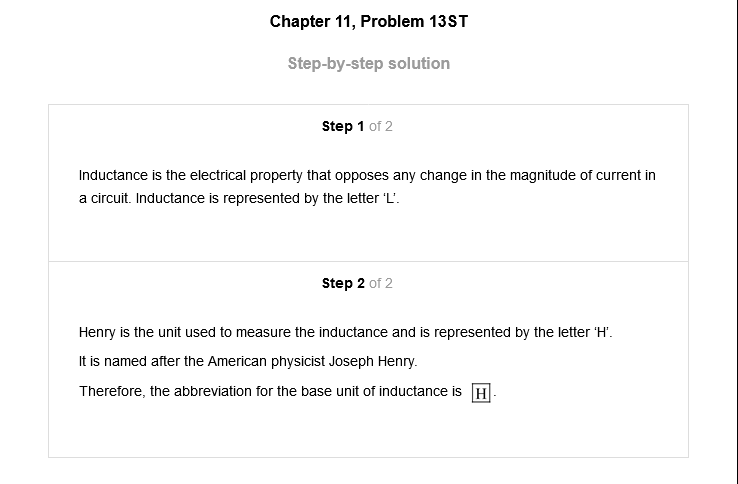 Chapter 11, Problem 13ST
Step-by-step solution
Step 1 of 2
Inductance is the electrical property that opposes any change in the magnitude of current in
a circuit. Inductance is represented by the letter ‘L’.
Step 2 of 2
Henry is the unit used to measure the inductance and is represented by the letter ‘H’.
It is named after the American physicist Joseph Henry.
Therefore, the abbreviation for the base unit of inductance is H.